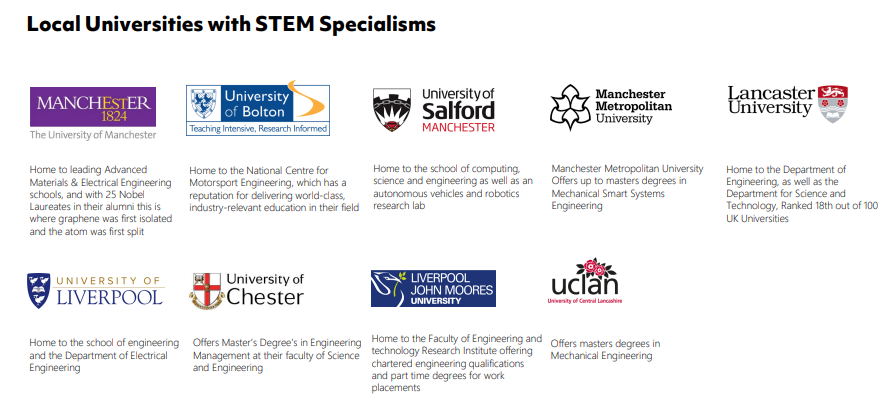 Local Universities with STEM Specialisms
MANCHESTER
1824
The University of Manchester
Home to leading Advanced
Materials & Electrical Engineering
schools, and with 25 Nobel
Laureates in their alumni this is
where graphene was first isolated
and the atom was first split
University
of Bolton
Teaching Intensive, Research Informed
Home to the National Centre for
Motorsport Engineering, which has a
reputation for delivering world-class,
industry-relevant education in their field
University of
Salford
MANCHESTER
Home to the school of computing,
science and engineering as well as an
autonomous vehicles and robotics
research lab
Manchester
Metropolitan
University
Manchester Metropolitan University
Offers up to masters degrees in
Mechanical Smart Systems
Engineering
Lancaster
University
Home to the Department of
Engineering, as well as the
Department for Science and
Technology, Ranked 18th out of 100
UK Universities
UNIVERSITY OF
LIVERPOOL
Home to the school of engineering
and the Department of Electrical
Engineering
University of
Chester
Offers Master's Degree's in Engineering
Management at their faculty of Science
and Engineering
LIVERPOOL
JOHN MOORES
UNIVERSITY
Home to the Faculty of Engineering and
technology Research Institute offering
chartered engineering qualifications
and part time degrees for work
placements
uclan
University of Central Lancashire
Offers masters degrees in
Mechanical Engineering